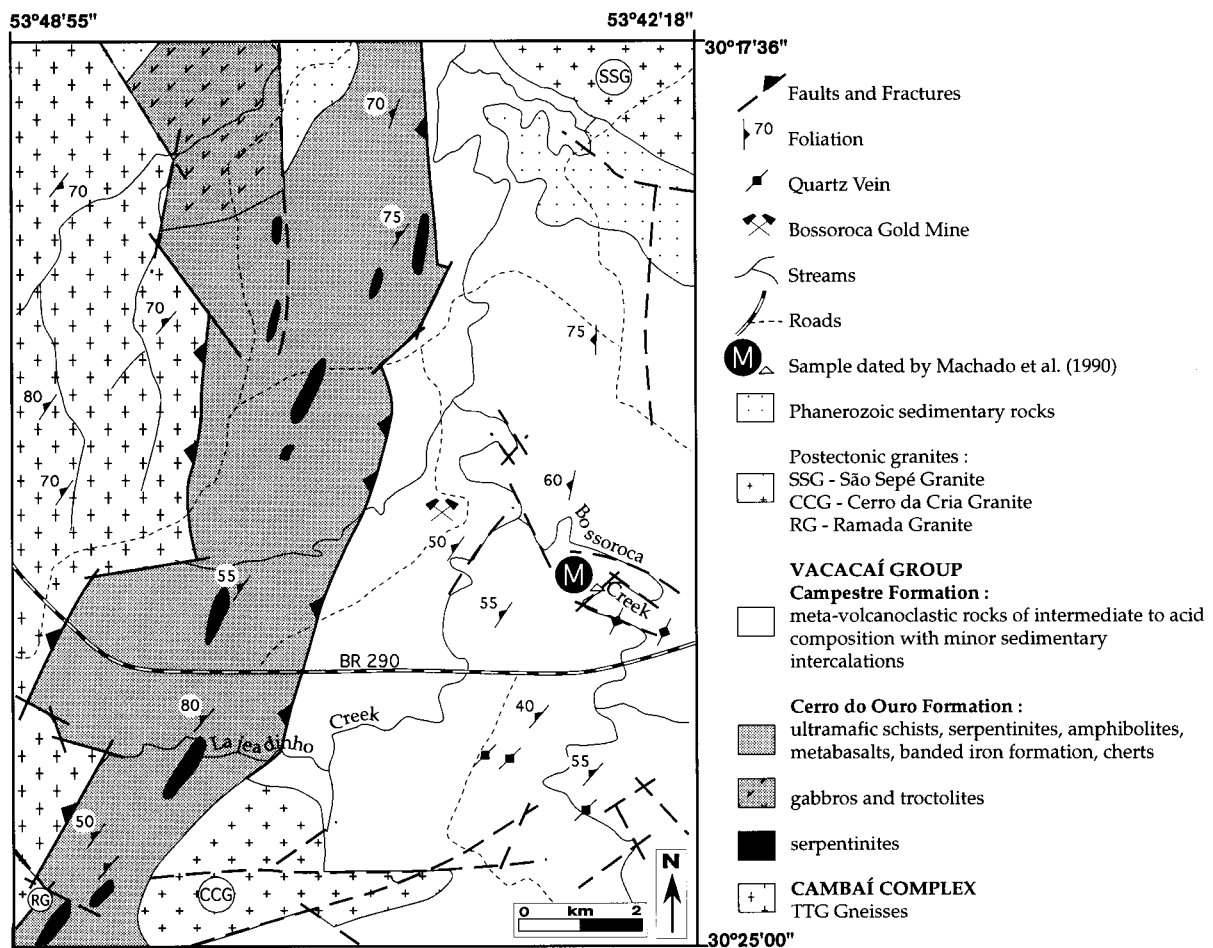 53°48'55"
53°42'18"
30°17'36"
SSG
70
70
75
70
75
80
70
60
Bossoroca
50
M
Creek
55
55
BR 290
80
40
Creek
Lajeadinho
55
50
CCG
RG
N
0 km 2
30°25'00"
Faults and Fractures
70 Foliation
Quartz Vein
Bossoroca Gold Mine
Streams
Roads
M Sample dated by Machado et al. (1990)
Phanerozoic sedimentary rocks
Postectonic granites :
SSG - São Sepé Granite
CCG - Cerro da Cria Granite
RG - Ramada Granite
VACACAÍ GROUP
Campestre Formation :
meta-volcanoclastic rocks of intermediate to acid
composition with minor sedimentary
intercalations
Cerro do Ouro Formation :
ultramafic schists, serpentinites, amphibolites,
metabasalts, banded iron formation, cherts
gabbros and troctolites
serpentinites
CAMBAÍ COMPLEX
TTG Gneisses